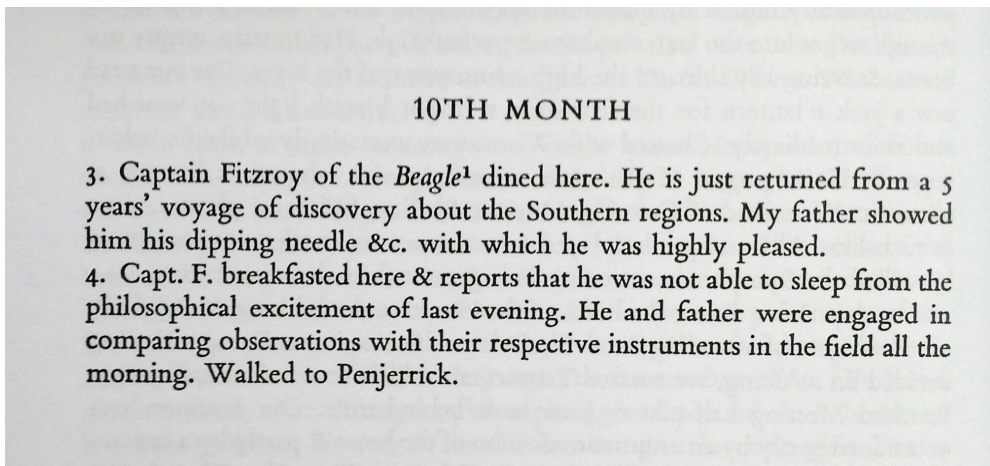 10TH MONTH
3. Captain Fitzroy of the Beagle¹ dined here. He is just returned from a 5
years' voyage of discovery about the Southern regions. My father showed
him his dipping needle &c. with which he was highly pleased.
4. Capt. F. breakfasted here & reports that he was not able to sleep from the
philosophical excitement of last evening. He and father were engaged in
comparing observations with their respective instruments in the field all the
morning. Walked to Penjerrick.